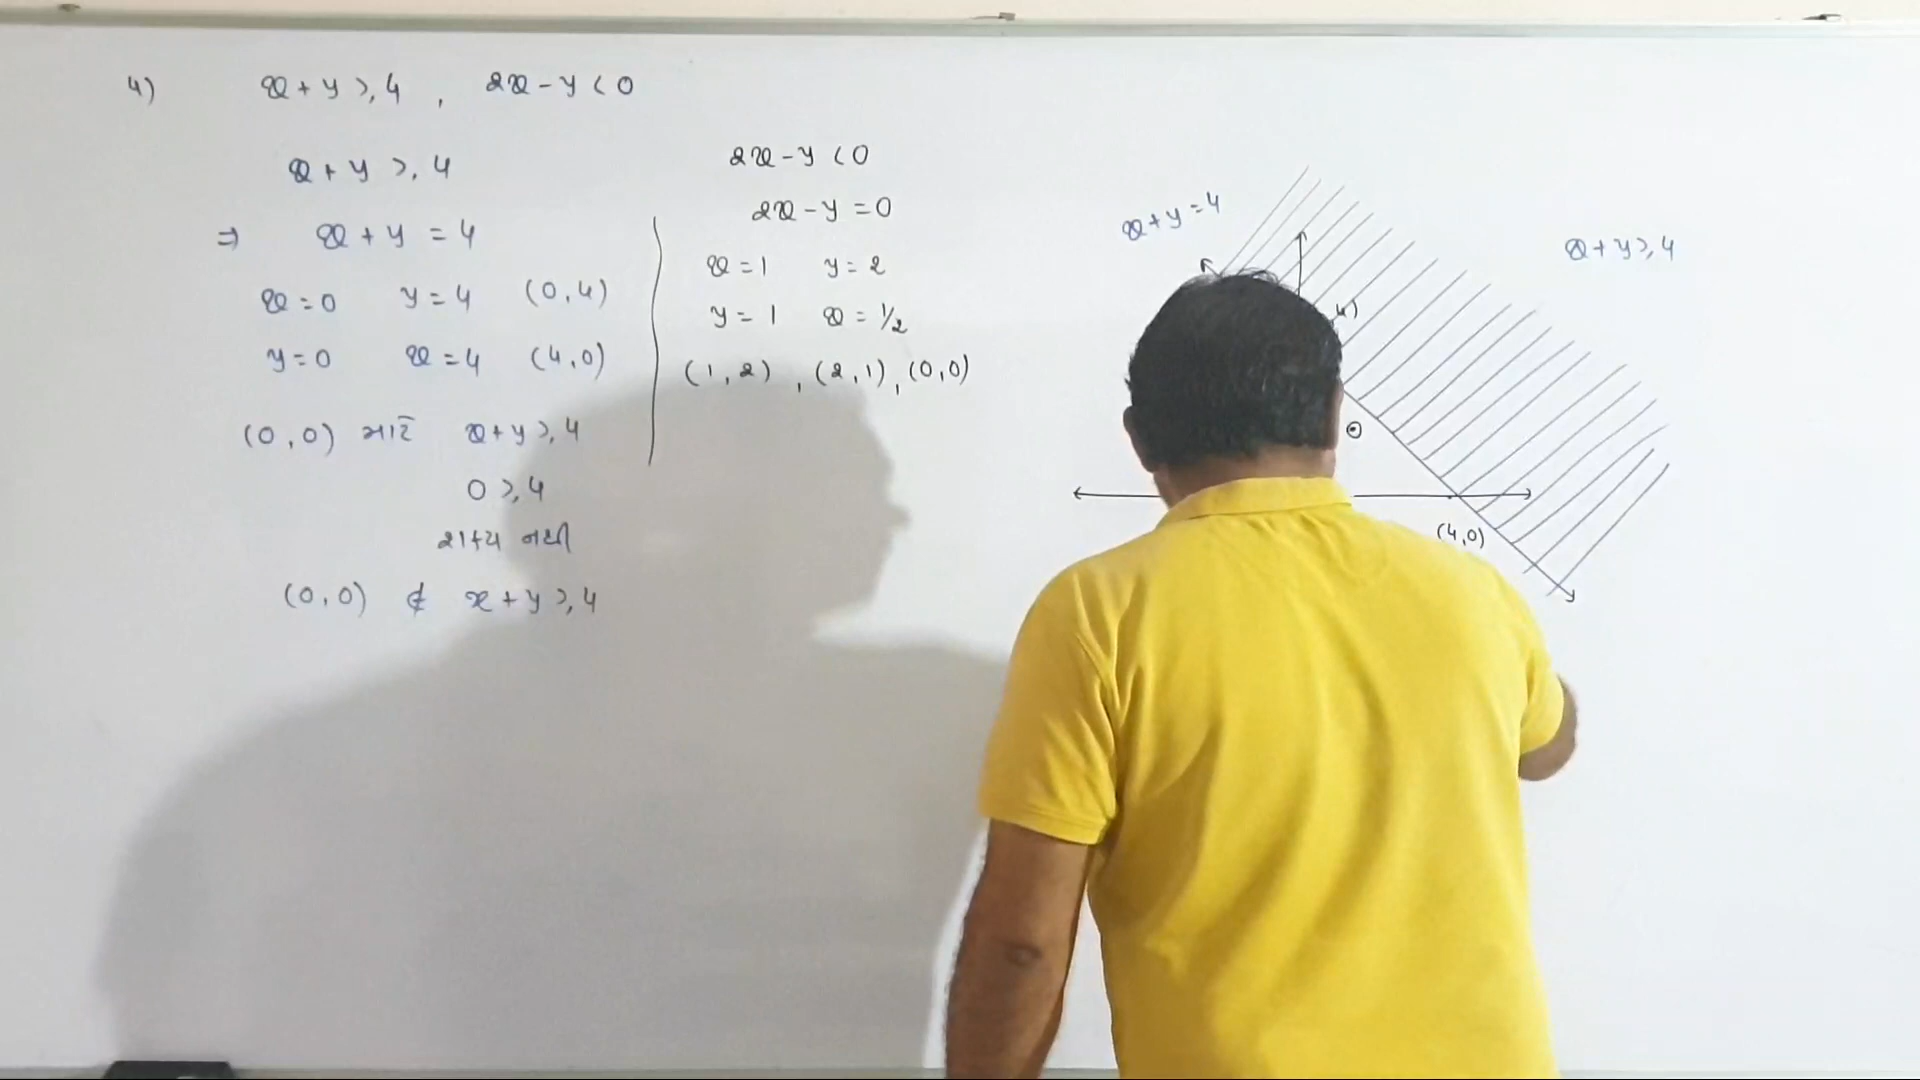 4) x + y ≥ 4 , 2x - y < 0
x + y ≥ 4
⇒ x + y = 4
x = 0 y = 4 (0,4)
y = 0 x = 4 (4,0)
(0,0) માટે x + y ≥ 4
0 ≥ 4
શક્ય નથી
(0,0) ∉ x + y ≥ 4
2x - y < 0
2x - y = 0
x = 1 y = 2
y = 1 x = 1/2
(1,2) , (2,1) , (0,0)
x + y = 4
x + y ≥ 4
4)
(4,0)